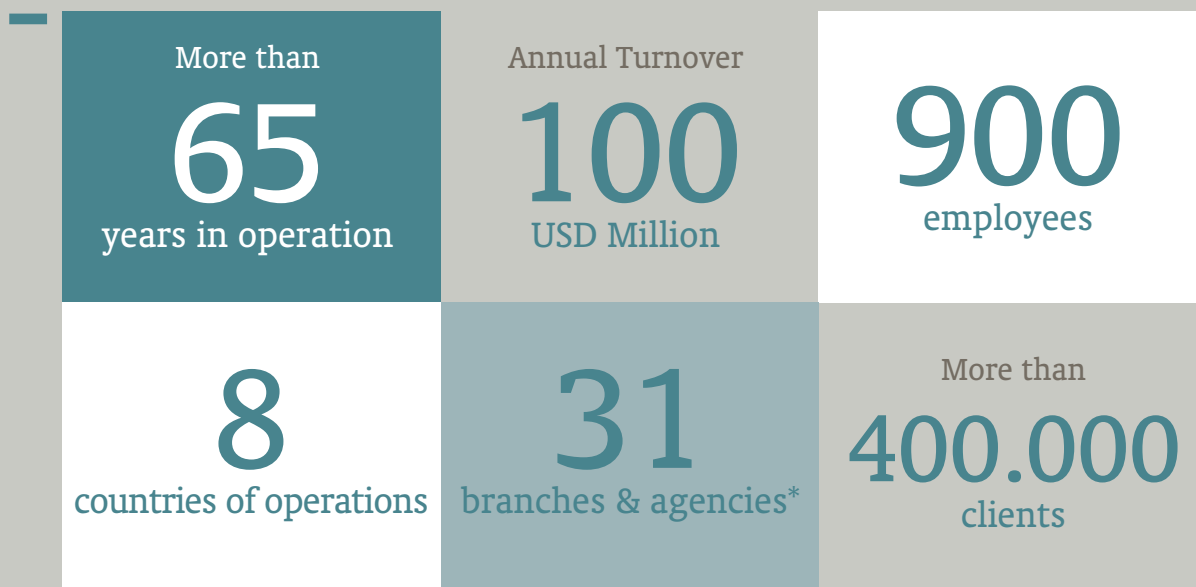 More than
65
years in operation
Annual Turnover
100
USD Million
900
employees
8
countries of operations
31
branches & agencies*
More than
400.000
clients